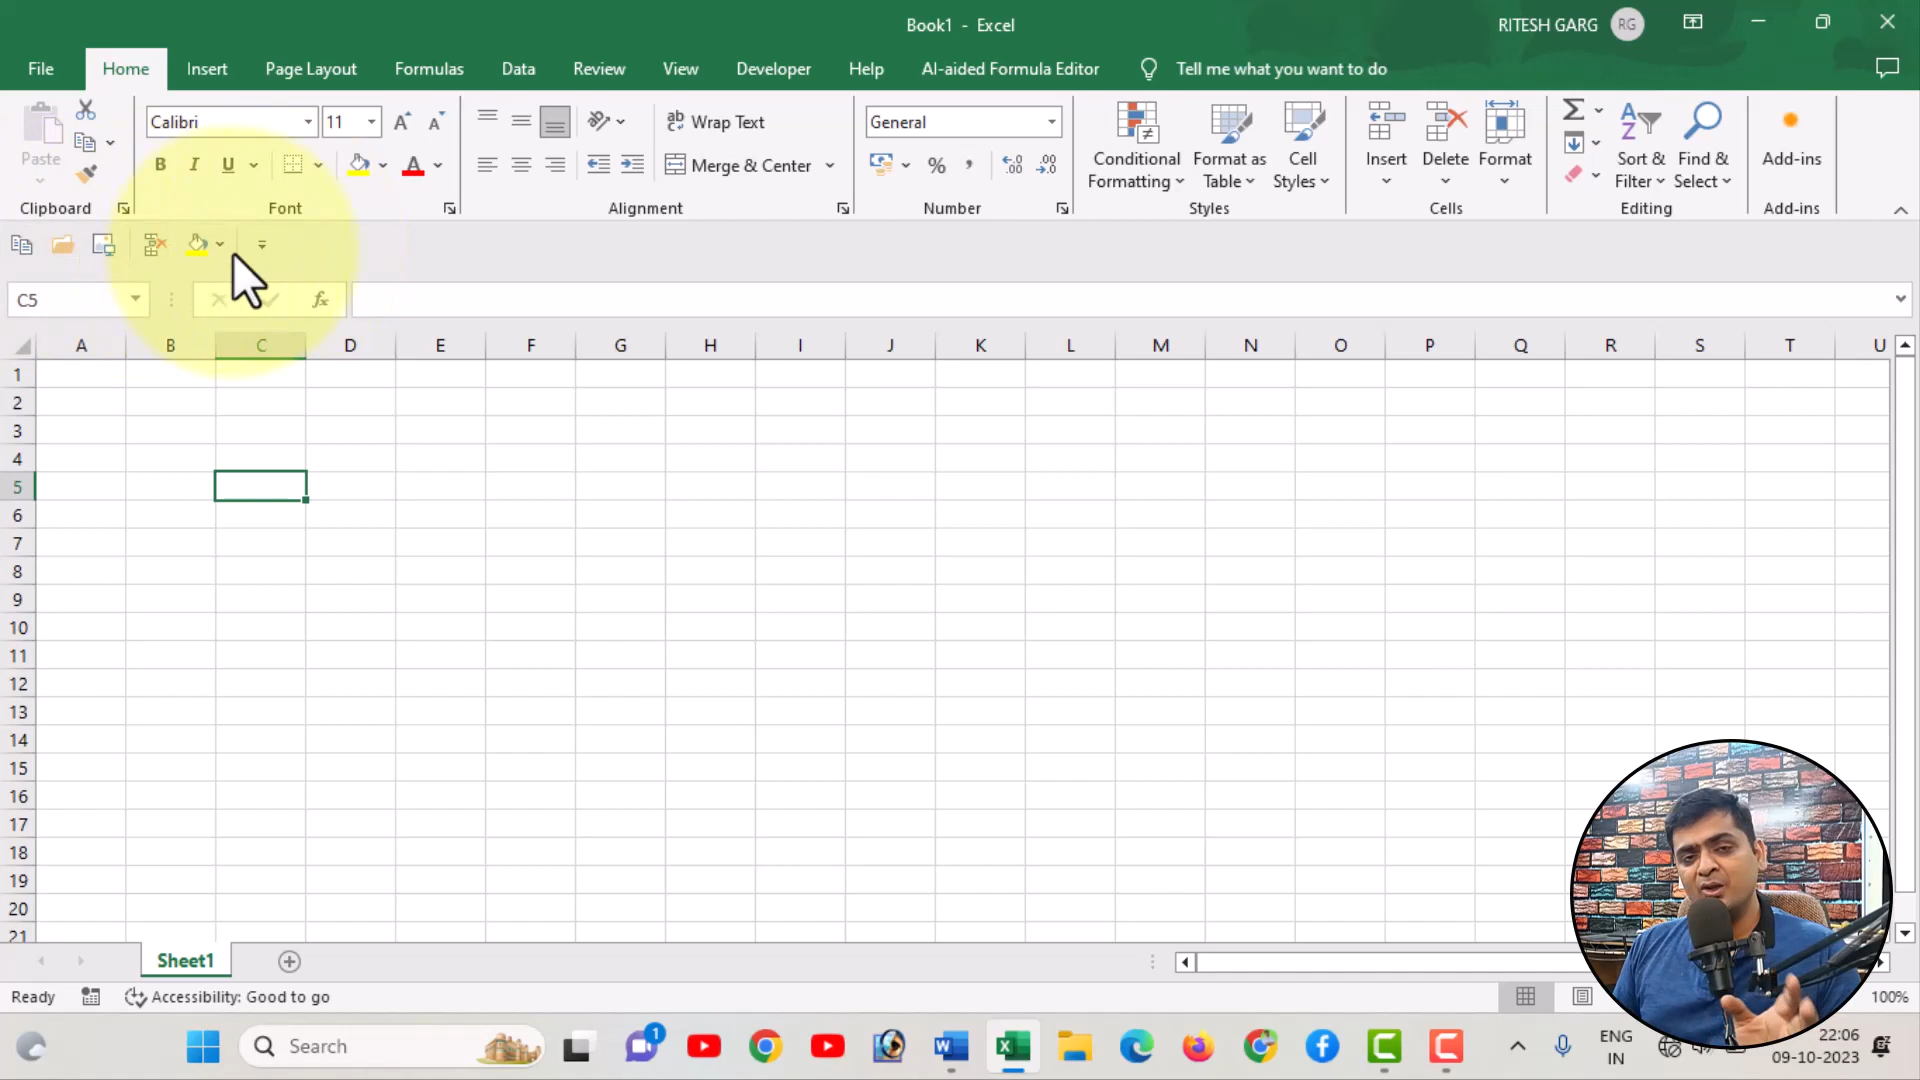 Book1 - Excel
RITESH GARG RG
File Home Insert Page Layout Formulas Data Review View Developer Help AI-aided Formula Editor Tell me what you want to do
Paste
Clipboard
Calibri 11
B I U A
Font
ab Wrap Text
Merge & Center
Alignment
General
% ,
Number
Conditional Formatting
Format as Table
Cell Styles
Styles
Insert
Delete
Format
Cells
Sort & Filter
Find & Select
Editing
Add-ins
Add-ins
C5 fx
A B C D E F G H I J K L M N O P Q R S T U
1
2
3
4
5
6
7
8
9
10
11
12
13
14
15
16
17
18
19
20
21
Sheet1
Ready Accessibility: Good to go 100%
Search 1 ENG IN 22:06 09-10-2023